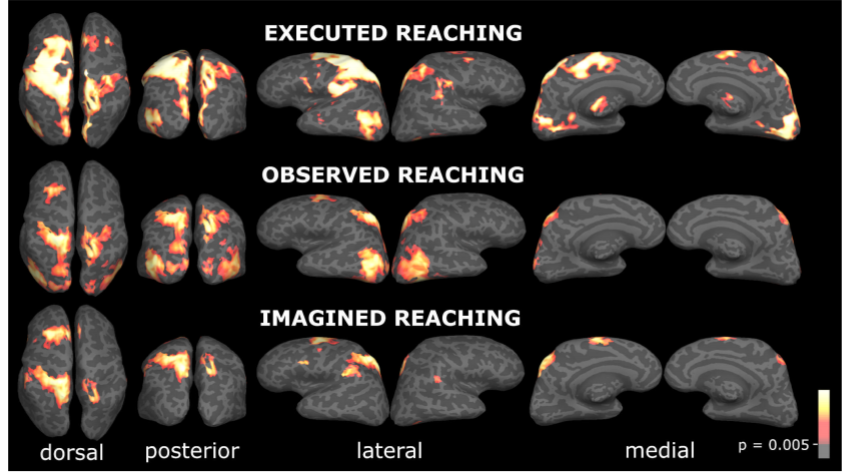 EXECUTED REACHING
OBSERVED REACHING
IMAGINED REACHING
p = 0.005
dorsal posterior lateral medial